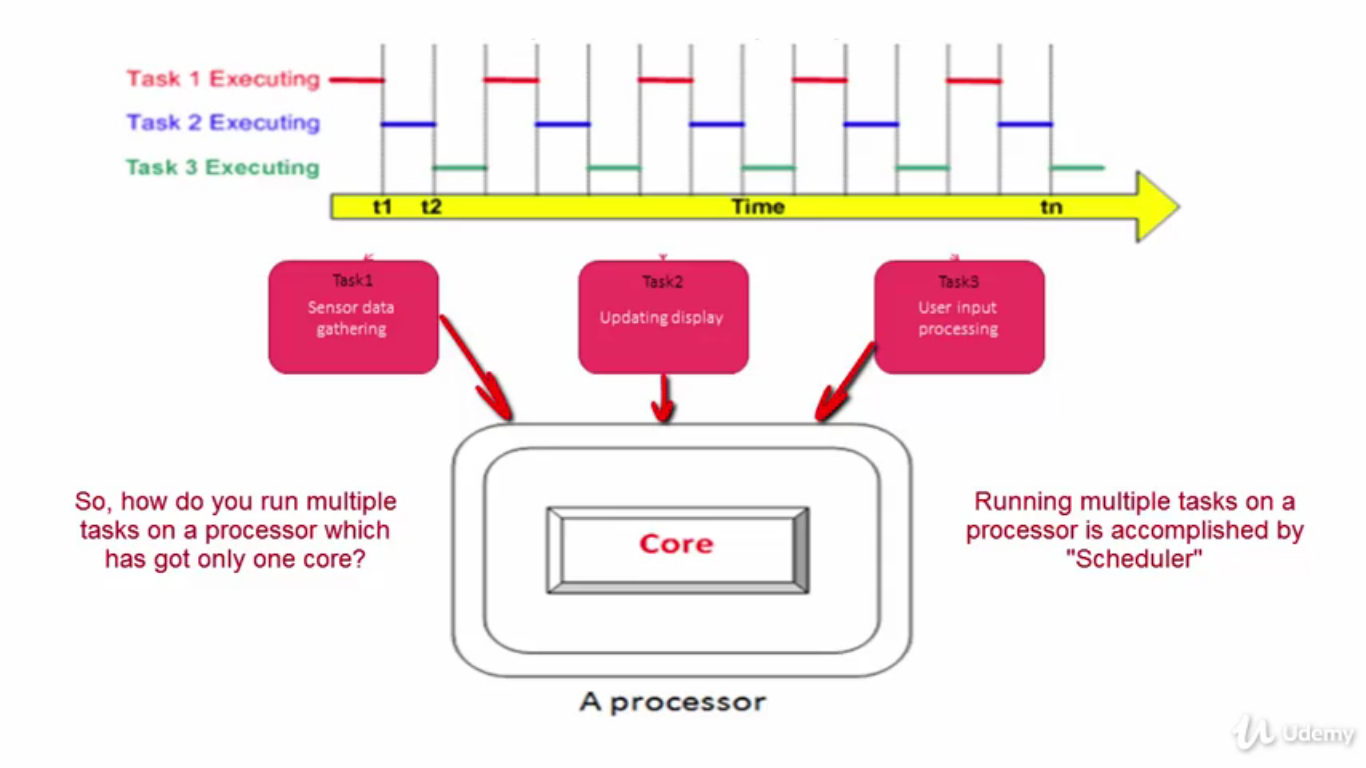 Task 1 Executing
Task 2 Executing
Task 3 Executing
t1 t2 Time tn
Task1
Sensor data
gathering
Task2
Updating display
Task3
User input
processing
So, how do you run multiple
tasks on a processor which
has got only one core?
Core
Running multiple tasks on a
processor is accomplished by
"Scheduler"
A processor
Udemy